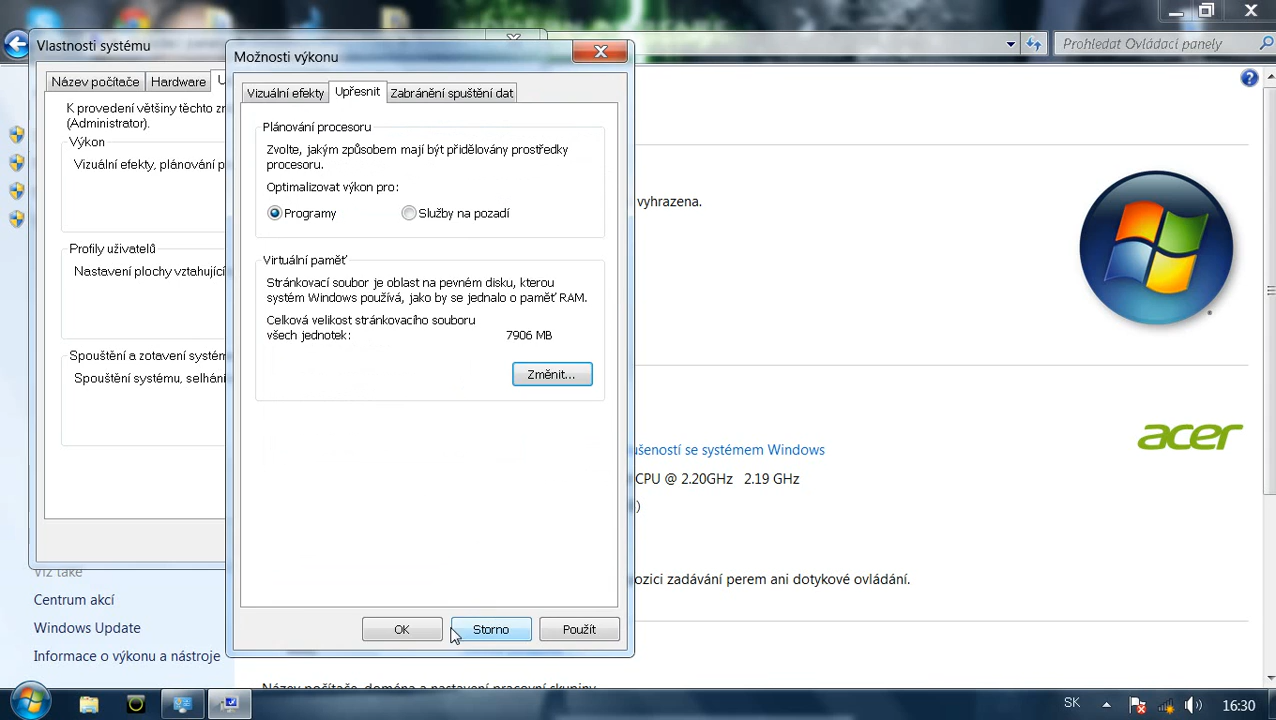 Prohledat Ovládací panely
Vlastnosti systému
Název počítače
Hardware
K provedení většiny těchto
(Administrator).
Výkon
Vizuální efekty, plánování
Profily uživatelů
Nastavení plochy vztahující
Spouštění a zotavení
Spouštění systému,
Možnosti výkonu
Vizuální efekty
Upřesnit
Zabránění spuštění dat
Plánování procesoru
Zvolte, jakým způsobem mají být přidělovány prostředky
procesoru.
Optimalizovat výkon pro:
Programy
Služby na pozadí
Virtuální paměť
Stránkovací soubor je oblast na pevném disku, kterou
systém Windows používá, jako by se jednalo o paměť RAM.
Celková velikost stránkovacího souboru
všech jednotek:
7906 MB
Změnit...
OK
Storno
Použít
vyhrazena.
acer
se systémem Windows
CPU @ 2.20GHz 2.19 GHz
)
zadávání perem ani dotykové ovládání.
Viz také
Centrum akcí
Windows Update
Informace o výkonu a nástroje
Název počítače, doména a nastavení pracovní skupiny
SK
16:30